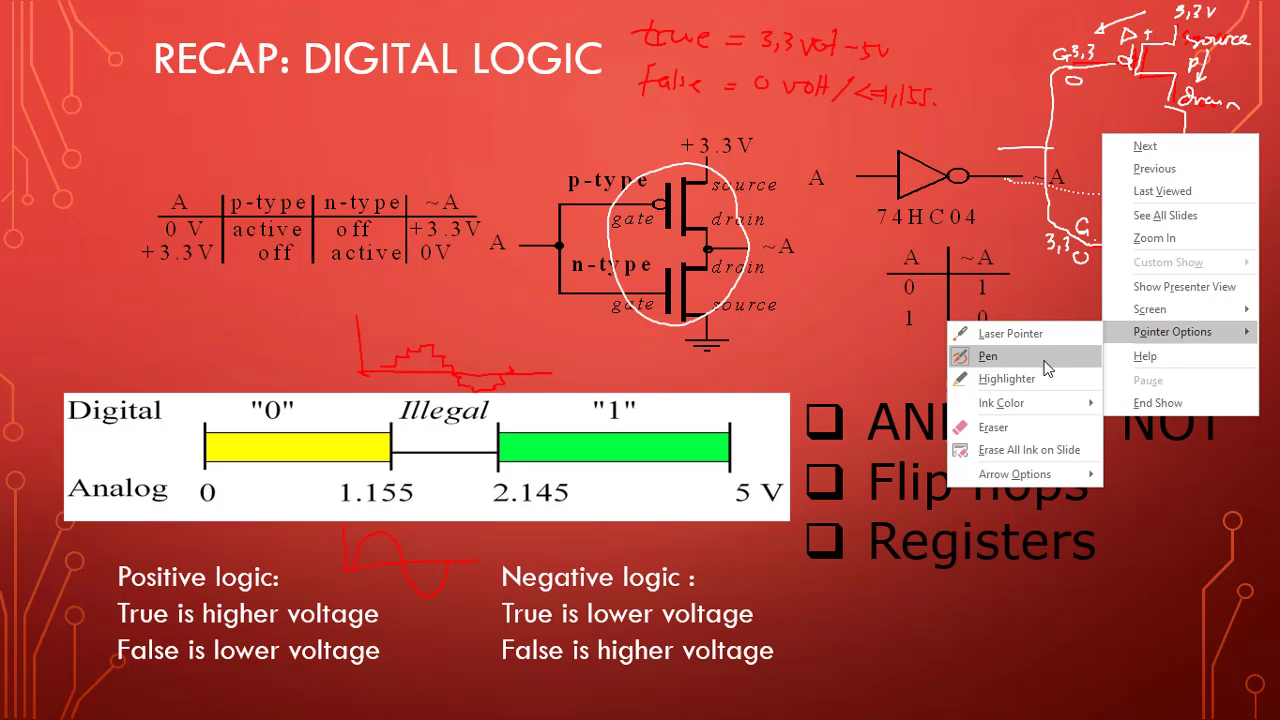 RECAP: DIGITAL LOGIC
true = 3,3 volt - 5v
False = 0 volt / <=1,155.
3,3 V
D +
source
G 3,3
0
P
drain
G
3,3
0
A p-type n-type ~A
0 V active off +3.3V
+3.3V off active 0V
+3.3V
p-type
source
gate
drain
A
~A
n-type
drain
gate
source
A
~A
74HC04
A ~A
0 1
1 0
Next
Previous
Last Viewed
See All Slides
Zoom In
Custom Show
Show Presenter View
Screen
Pointer Options
Help
Pause
End Show
Laser Pointer
Pen
Highlighter
Ink Color
Eraser
Erase All Ink on Slide
Arrow Options
Digital "0" Illegal "1"
Analog 0 1.155 2.145 5 V
NOT
Flip flops
Registers
Positive logic:
True is higher voltage
False is lower voltage
Negative logic :
True is lower voltage
False is higher voltage